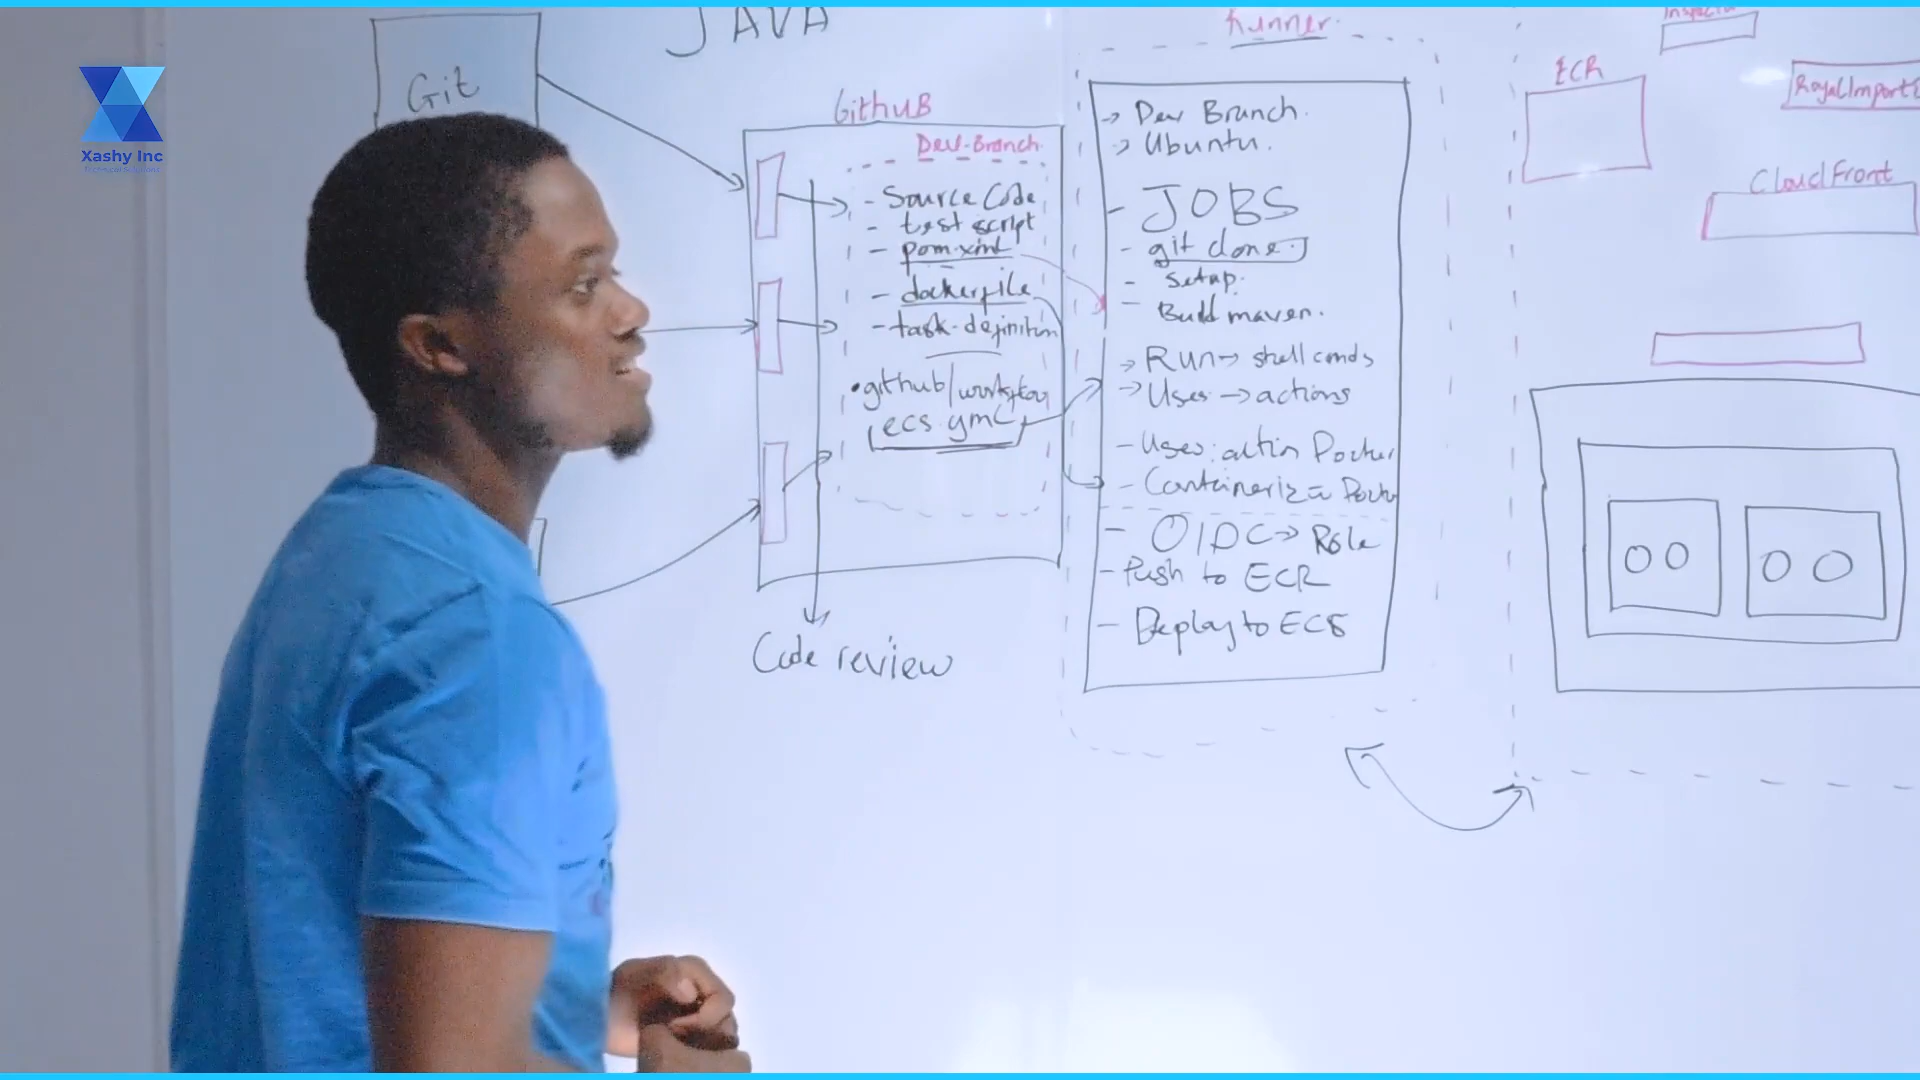 Xashy Inc
Technical Solutions
JAVA
Git
GithuB
Dev-Branch
- Source Code
- test script
- pom.xml
- dockerfile
- task-definition
.github/workflow
ecs.yml
Code review
Runner
→ Dev Branch.
→ Ubuntu.
- JOBS
- git clone.
- Setup.
- Build maven.
→ Run → shell cmds
→ Uses → actions
- Uses: action Docker
- Containerize
- OIDC → Role
- Push to ECR
- Deploy to ECS
ECR
CloudFront